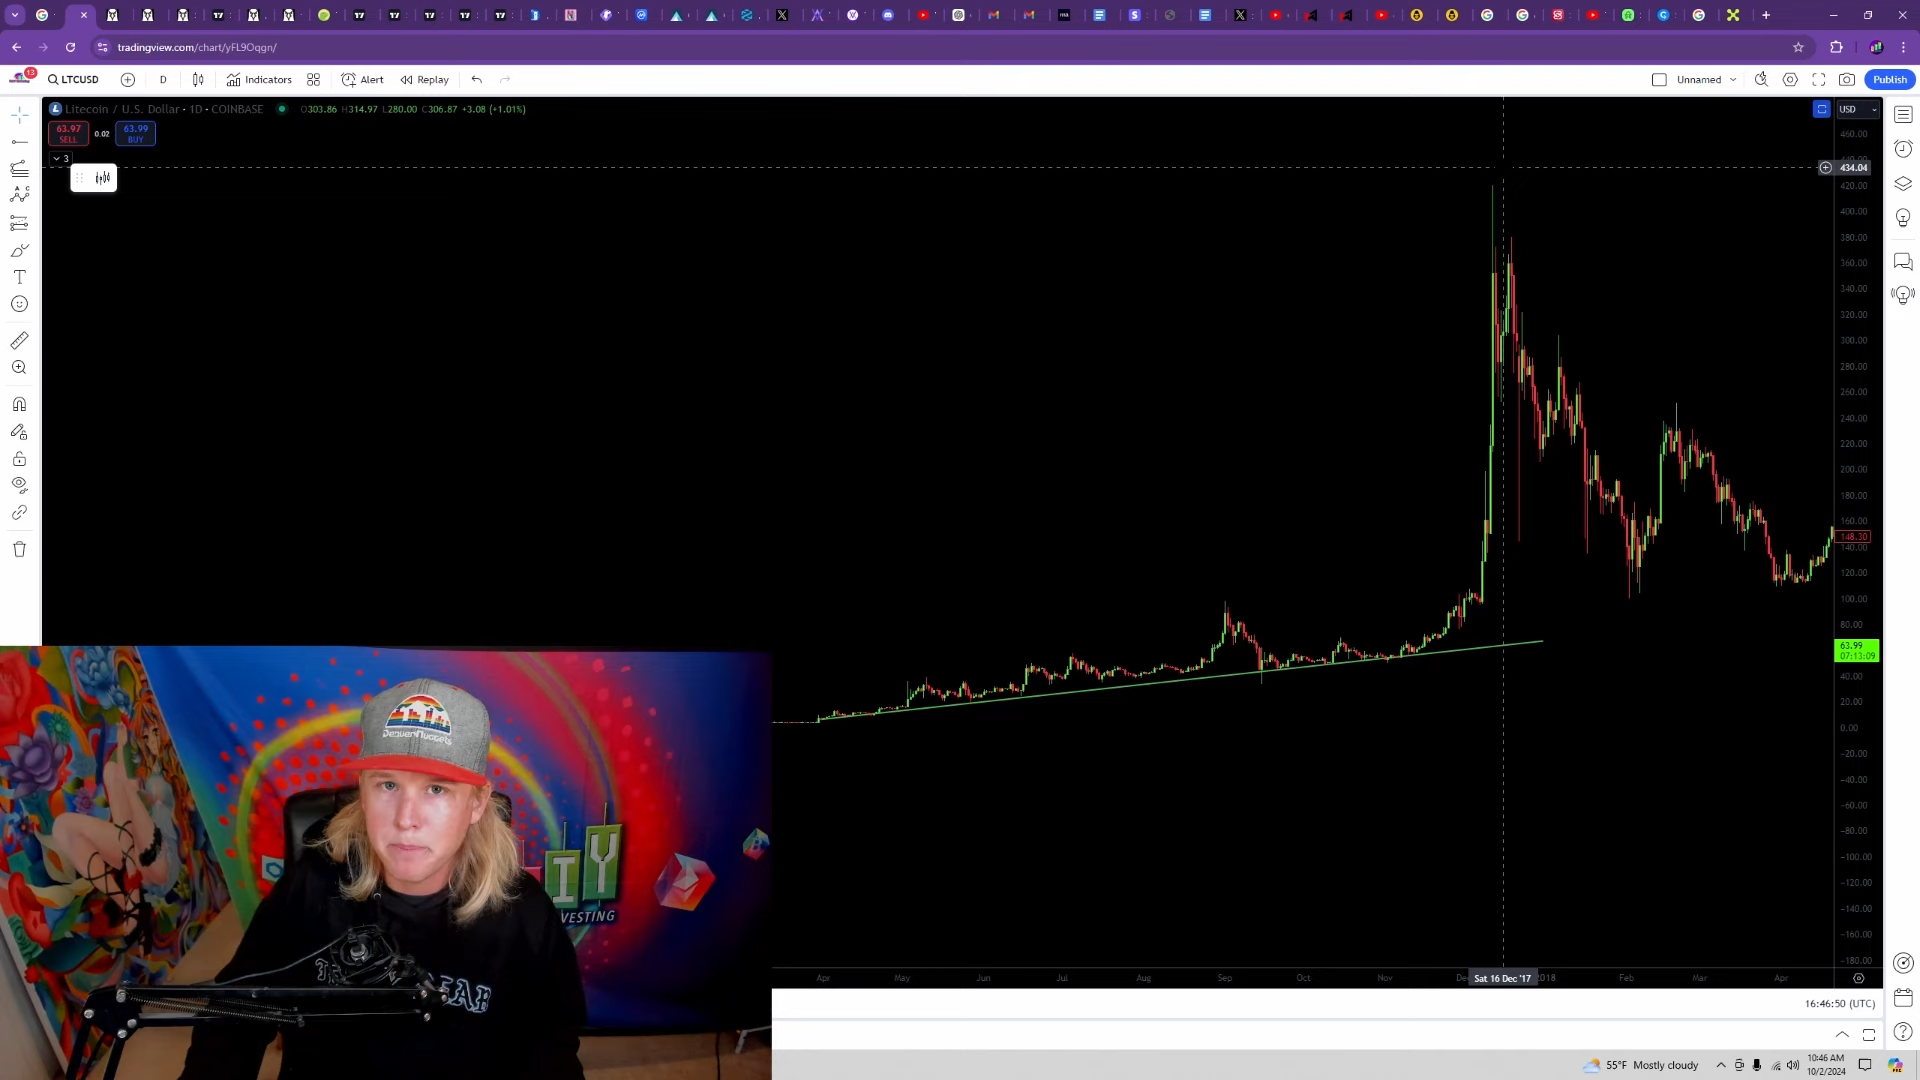 tradingview.com/chart/yFL9Oqgn/
13
LTCUSD
D
Indicators
Alert
Replay
Unnamed
Publish
Litecoin / U.S. Dollar · 1D · COINBASE
O303.86 H314.97 L280.00 C306.87 +3.08 (+1.01%)
USD
63.97
SELL
0.02
63.99
BUY
3
460.00
434.04
420.00
400.00
380.00
360.00
340.00
320.00
300.00
280.00
260.00
240.00
220.00
200.00
180.00
160.00
148.30
140.00
120.00
100.00
80.00
63.99
07:13:09
40.00
20.00
0.00
−20.00
−40.00
−60.00
−80.00
−100.00
−120.00
−140.00
−160.00
−180.00
Denver Nuggets
IY
VESTING
Apr
May
Jun
Jul
Aug
Sep
Oct
Nov
Sat 16 Dec '17
2018
Feb
Mar
Apr
16:46:50 (UTC)
55°F Mostly cloudy
10:46 AM
10/2/2024